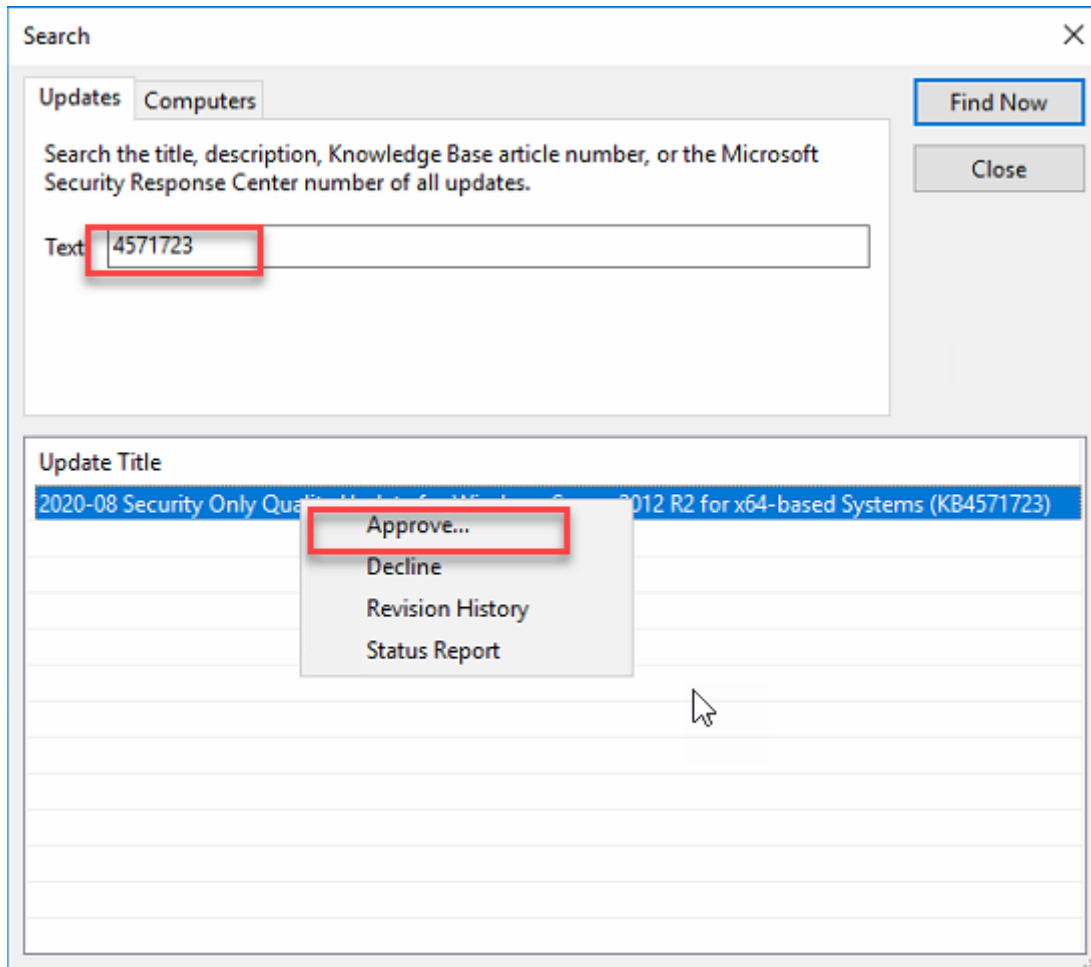 Search
Updates
Computers
Find Now
Search the title, description, Knowledge Base article number, or the Microsoft
Security Response Center number of all updates.
Close
Text
4571723
Update Title
2020-08 Security Only 012 R2 for x64-based Systems (KB4571723)
Approve...
Decline
Revision History
Status Report